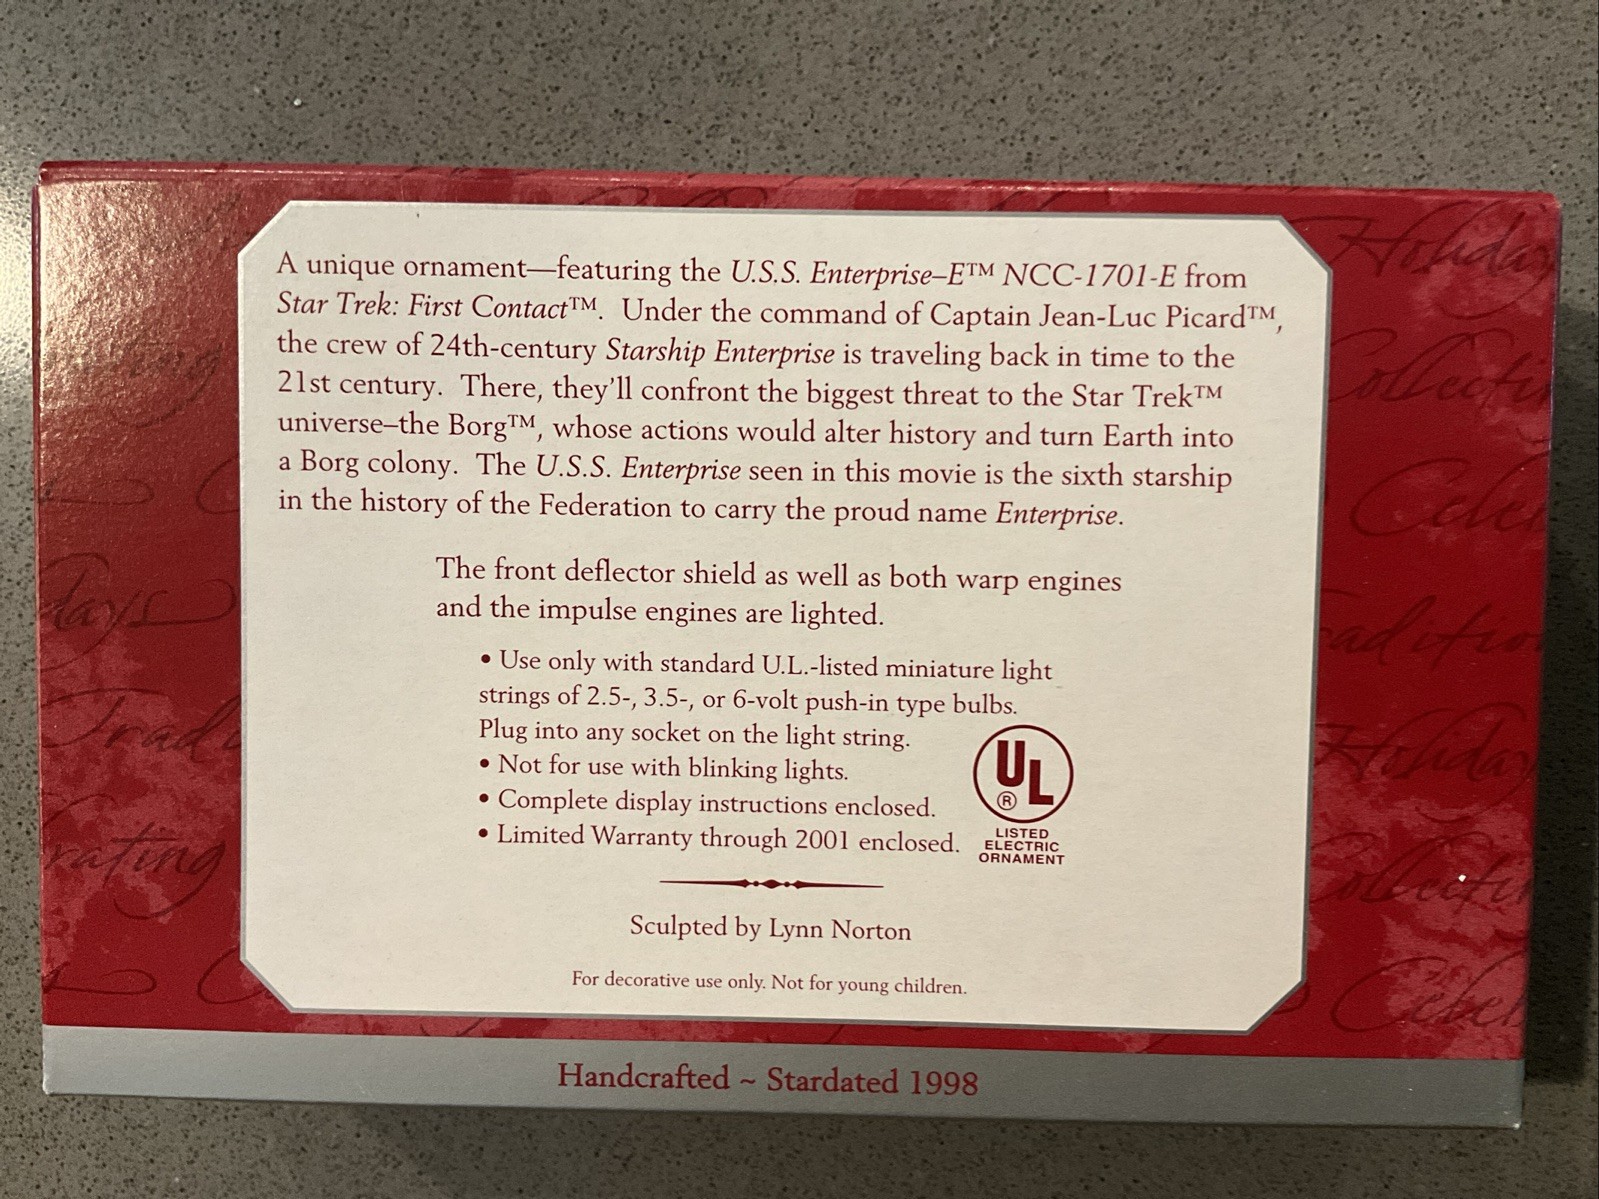 A unique ornament—featuring the U.S.S. Enterprise–E™ NCC-1701-E from
Star Trek: First Contact™.  Under the command of Captain Jean-Luc Picard™,
the crew of 24th-century Starship Enterprise is traveling back in time to the
21st century.  There, they'll confront the biggest threat to the Star Trek™
universe–the Borg™, whose actions would alter history and turn Earth into
a Borg colony.  The U.S.S. Enterprise seen in this movie is the sixth starship
in the history of the Federation to carry the proud name Enterprise.
The front deflector shield as well as both warp engines
and the impulse engines are lighted.
• Use only with standard U.L.-listed miniature light
strings of 2.5-, 3.5-, or 6-volt push-in type bulbs.
Plug into any socket on the light string.
• Not for use with blinking lights.
• Complete display instructions enclosed.
• Limited Warranty through 2001 enclosed.
UL
®
LISTED
ELECTRIC
ORNAMENT
Sculpted by Lynn Norton
For decorative use only. Not for young children.
Handcrafted ~ Stardated 1998